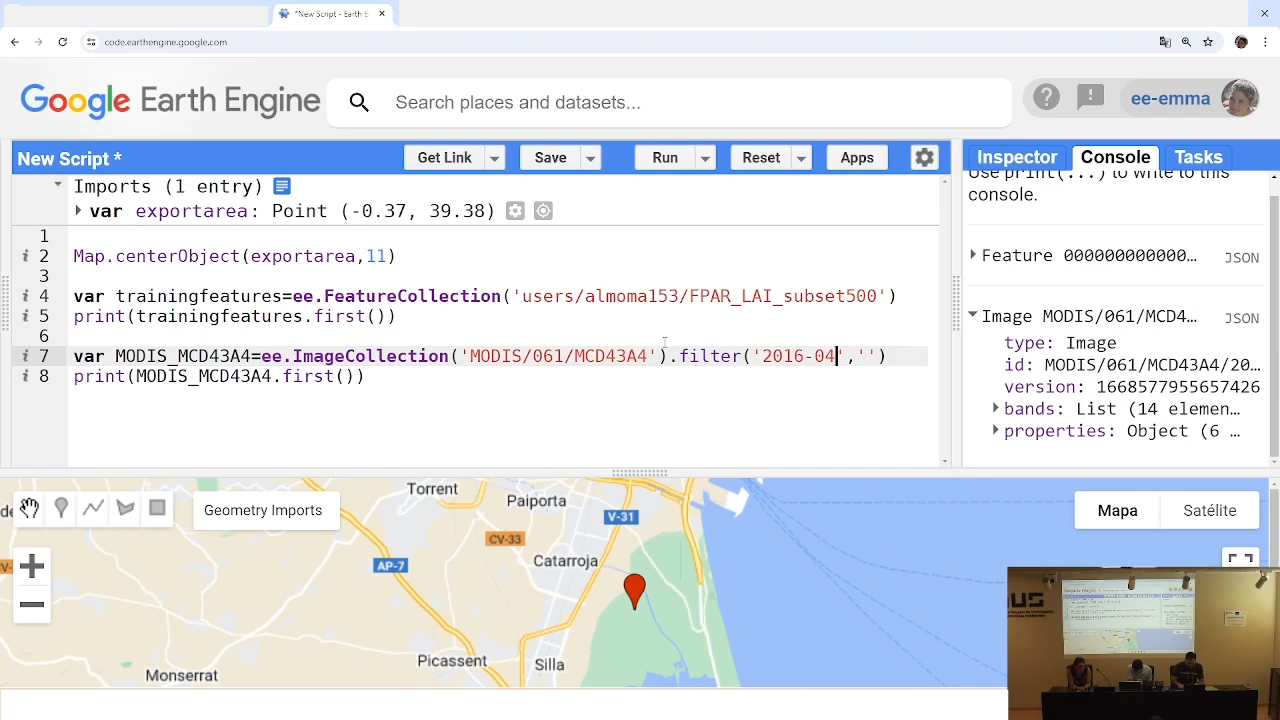 *New Script - Earth E
code.earthengine.google.com
Google Earth Engine
Search places and datasets...
ee-emma
New Script *
Get Link
Save
Run
Reset
Apps
Inspector
Console
Tasks
Imports (1 entry)
var exportarea: Point (-0.37, 39.38)
1
2 Map.centerObject(exportarea,11)
3
4 var trainingfeatures=ee.FeatureCollection('users/almoma153/FPAR_LAI_subset500')
5 print(trainingfeatures.first())
6
7 var MODIS_MCD43A4=ee.ImageCollection('MODIS/061/MCD43A4').filter('2016-04','')
8 print(MODIS_MCD43A4.first())
Use print(...) to write to this
console.
Feature 000000000000… JSON
Image MODIS/061/MCD4… JSON
type: Image
id: MODIS/061/MCD43A4/20…
version: 1668577955657426
bands: List (14 elemen…
properties: Object (6 …
Geometry Imports
Mapa
Satélite
Torrent
Paiporta
V-31
CV-33
AP-7
Catarroja
Picassent
Silla
Monserrat